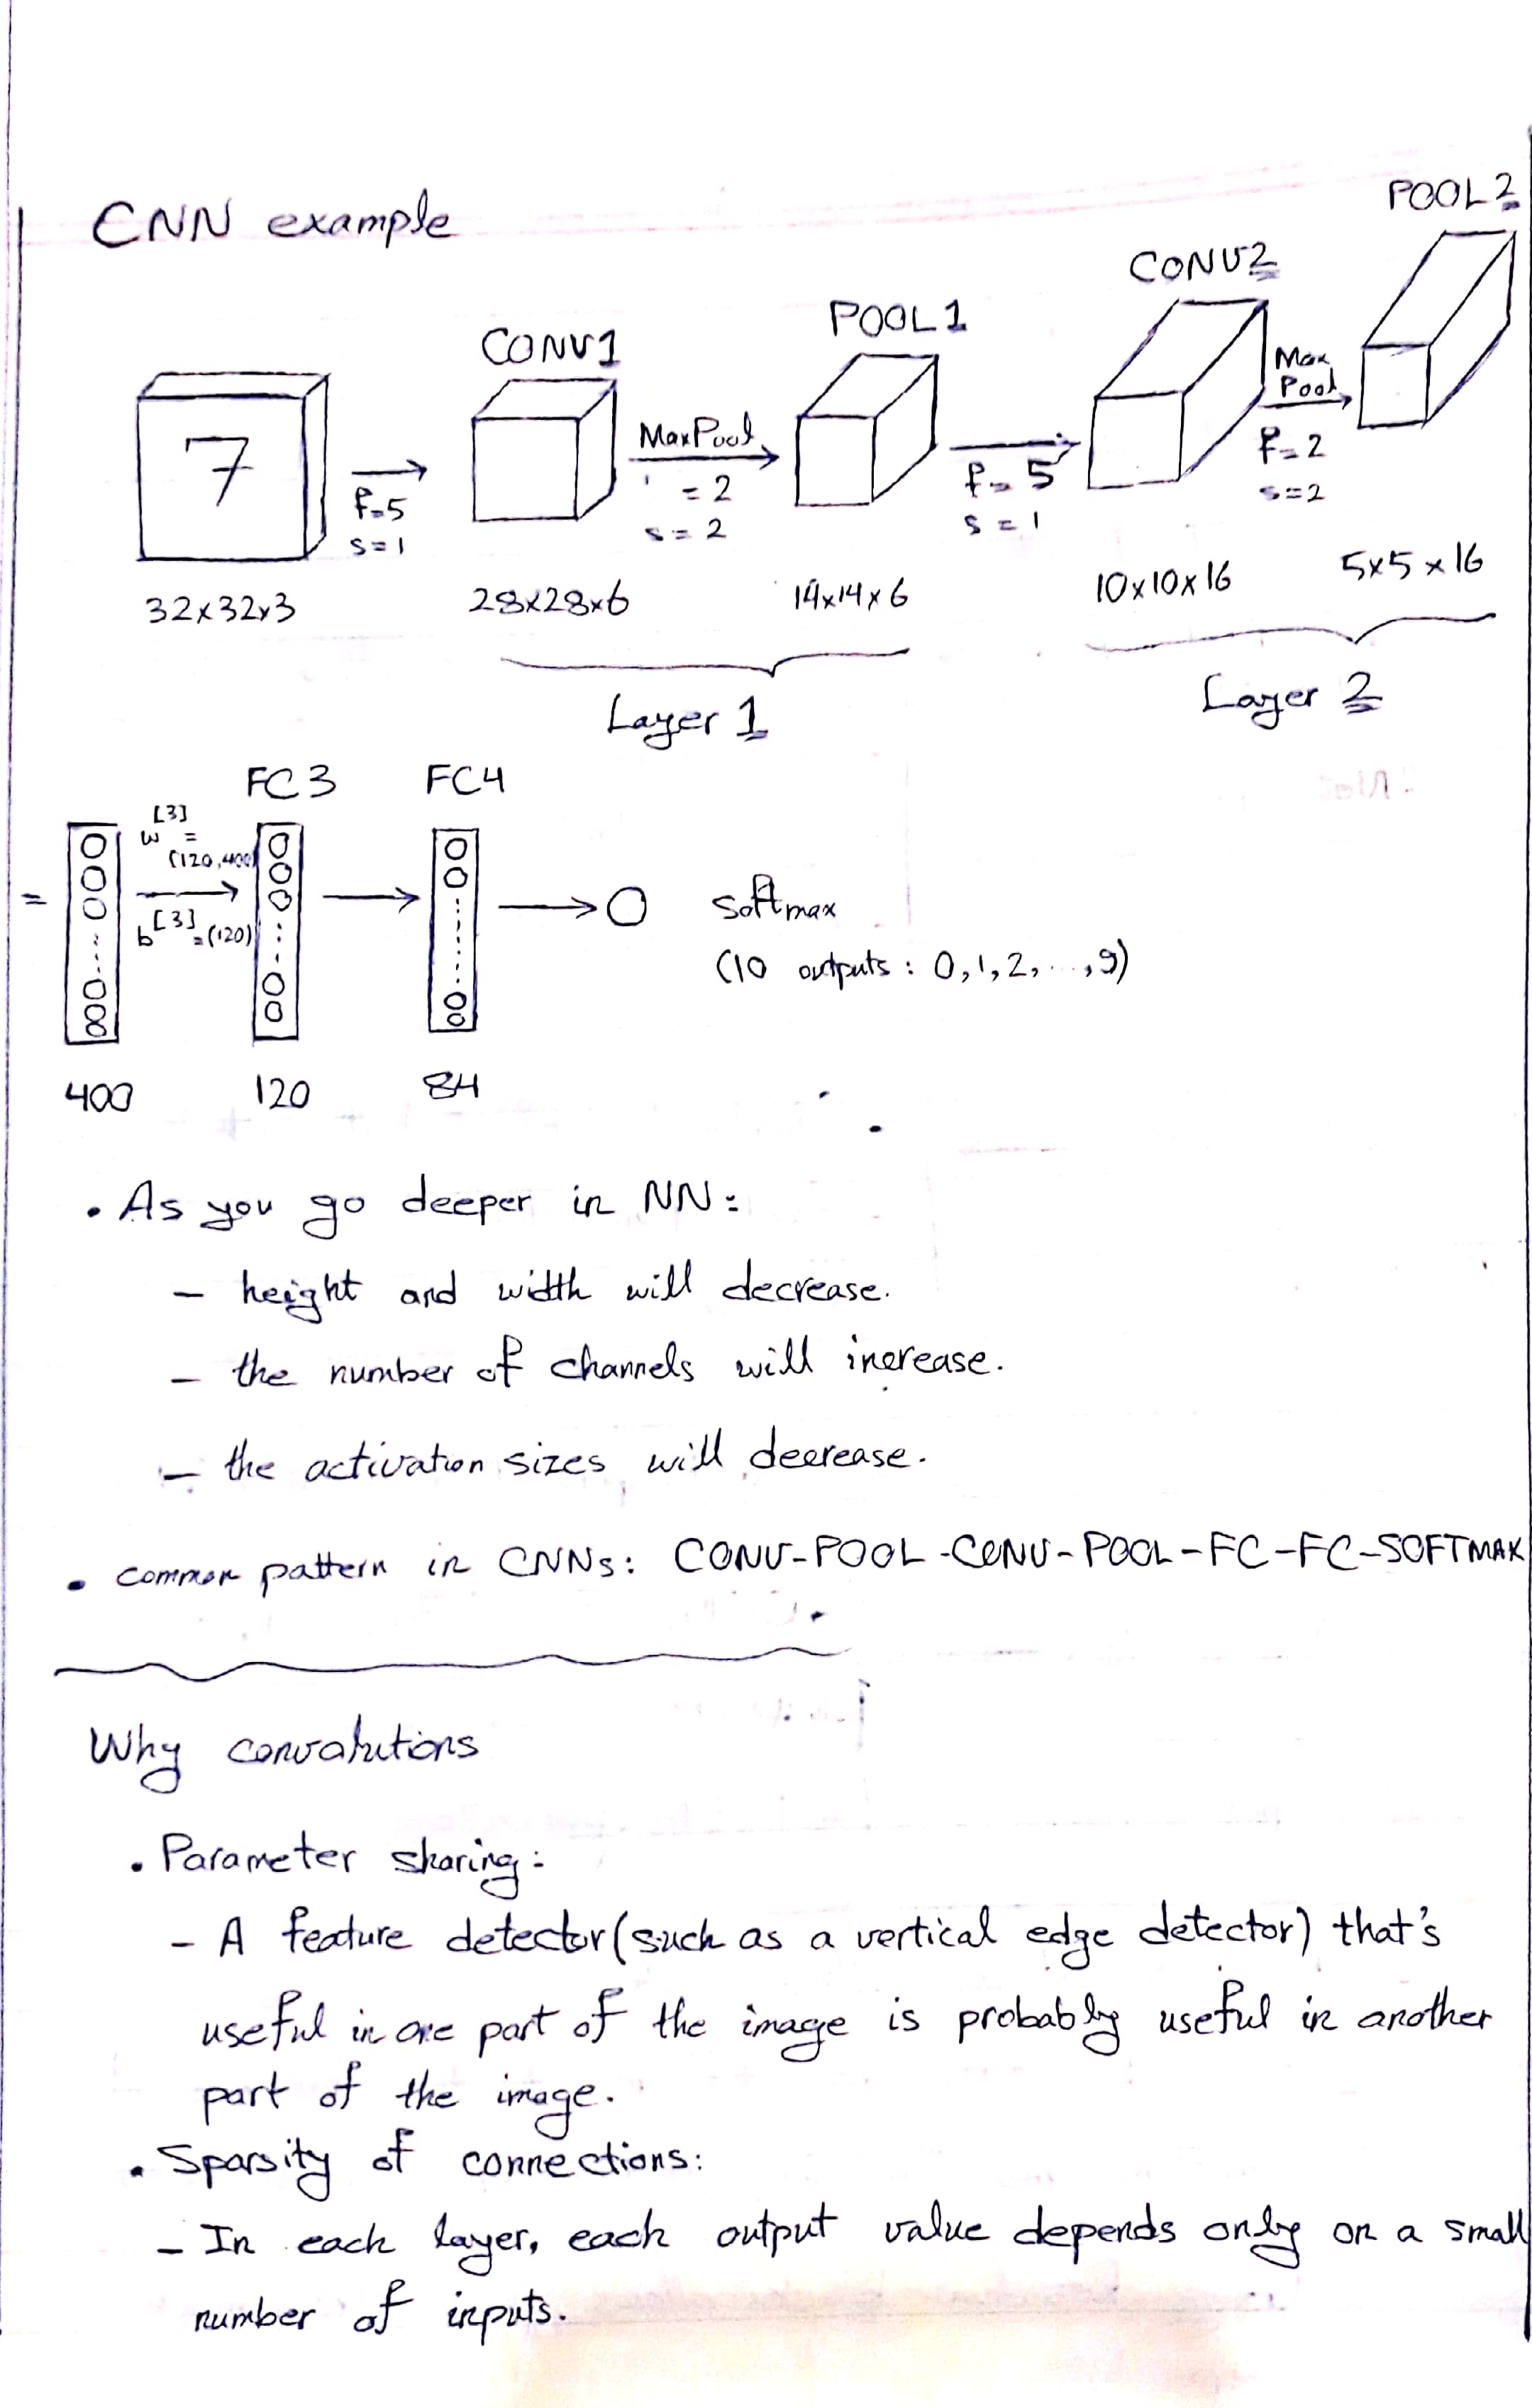 CNN example
POOL2
CONV2
POOL1
CONV1
7
f=5
s=1
MaxPool
= 2
s = 2
f=5
s=1
Max
Pool
f=2
s=2
32x32x3
28x28x6
14x14x6
10x10x16
5x5x16
Layer 1
Layer 2
FC3
FC4
=
w[3] =
(120,400)
b[3] =(120)
Softmax
(10 outputs: 0,1,2,...,9)
400
120
84
• As you go deeper in NN:
- height and width will decrease.
- the number of channels will increase.
- the activation sizes will decrease.
• common pattern in CNNs: CONV-POOL-CONV-POOL-FC-FC-SOFTMAX
Why convolutions
• Parameter sharing:
- A feature detector (such as a vertical edge detector) that's
useful in one part of the image is probably useful in another
part of the image.
• Sparsity of connections:
- In each layer, each output value depends only on a small
number of inputs.